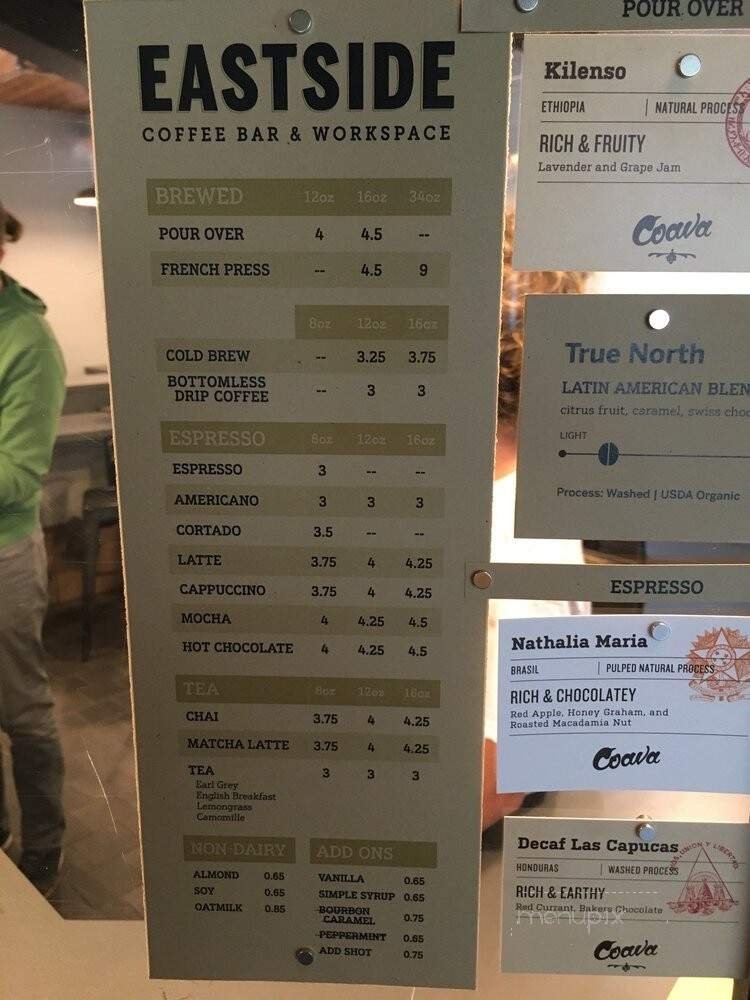 EASTSIDE
COFFEE BAR & WORKSPACE
BREWED 12oz 16oz 34oz
POUR OVER 4 4.5 --
FRENCH PRESS -- 4.5 9
8oz 12oz 16oz
COLD BREW -- 3.25 3.75
BOTTOMLESS
DRIP COFFEE -- 3 3
ESPRESSO 8oz 12oz 16oz
ESPRESSO 3 -- --
AMERICANO 3 3 3
CORTADO 3.5 -- --
LATTE 3.75 4 4.25
CAPPUCCINO 3.75 4 4.25
MOCHA 4 4.25 4.5
HOT CHOCOLATE 4 4.25 4.5
TEA 8oz 12oz 16oz
CHAI 3.75 4 4.25
MATCHA LATTE 3.75 4 4.25
TEA 3 3 3
Earl Grey
English Breakfast
Lemongrass
Camomille
NON-DAIRY
ALMOND 0.65
SOY 0.65
OATMILK 0.85
ADD ONS
VANILLA 0.65
SIMPLE SYRUP 0.65
BOURBON
CARAMEL 0.75
PEPPERMINT 0.65
ADD SHOT 0.75
POUR OVER
Kilenso
ETHIOPIA | NATURAL PROCESS
RICH & FRUITY
Lavender and Grape Jam
Coava
True North
LATIN AMERICAN BLEN
citrus fruit, caramel, swiss choc
LIGHT
Process: Washed | USDA Organic
ESPRESSO
Nathalia Maria
BRASIL | PULPED NATURAL PROCESS
RICH & CHOCOLATEY
Red Apple, Honey Graham, and
Roasted Macadamia Nut
Coava
Decaf Las Capucas
HONDURAS | WASHED PROCESS
RICH & EARTHY
Red Currant, Bakers Chocolate
menupix
Coava